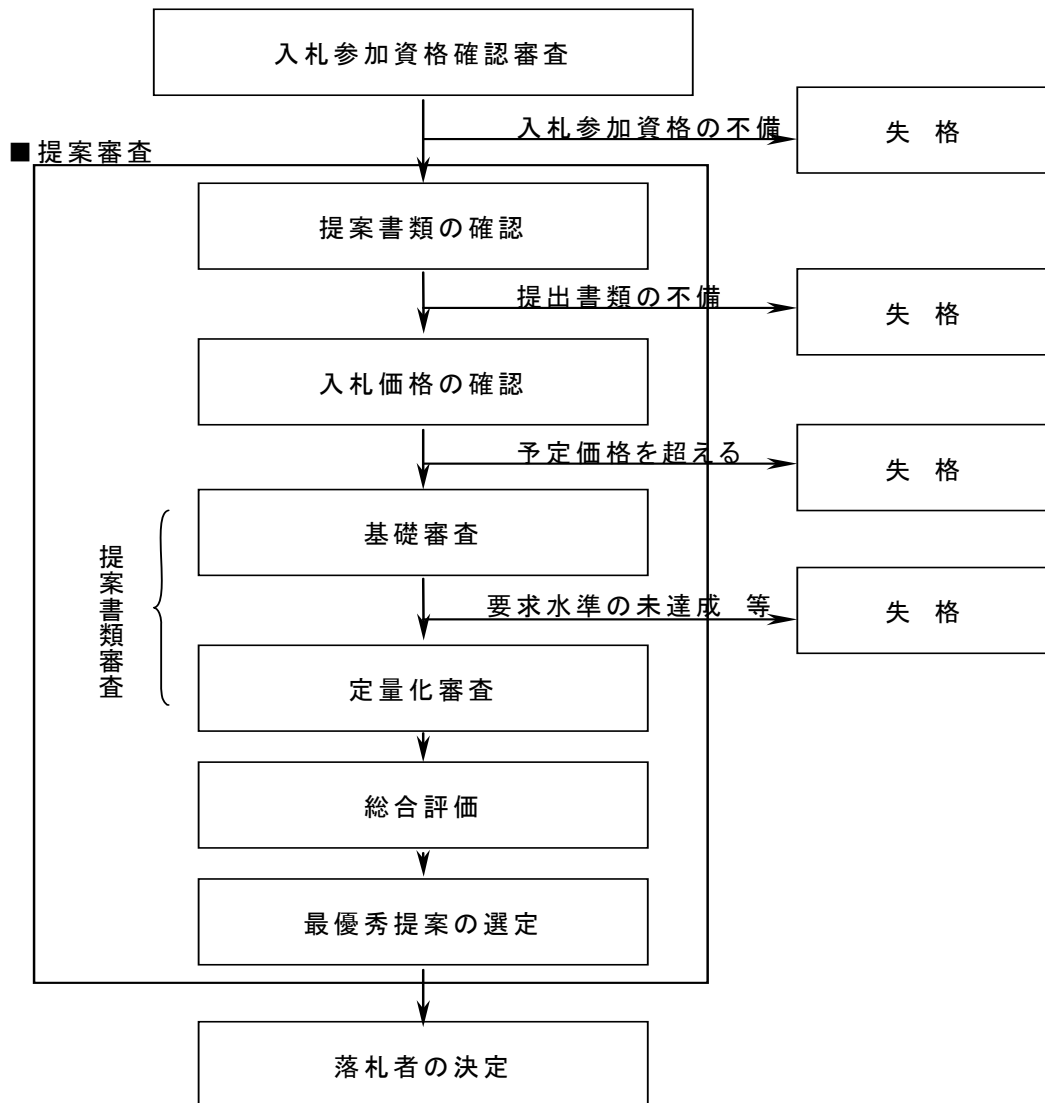 入札参加資格確認審査
入札参加資格の不備
失 格
■提案審査
提案書類の確認
提出書類の不備
失 格
入札価格の確認
予定価格を超える
失 格
基礎審査
提案書類審査
要求水準の未達成 等
失 格
定量化審査
総合評価
最優秀提案の選定
落札者の決定